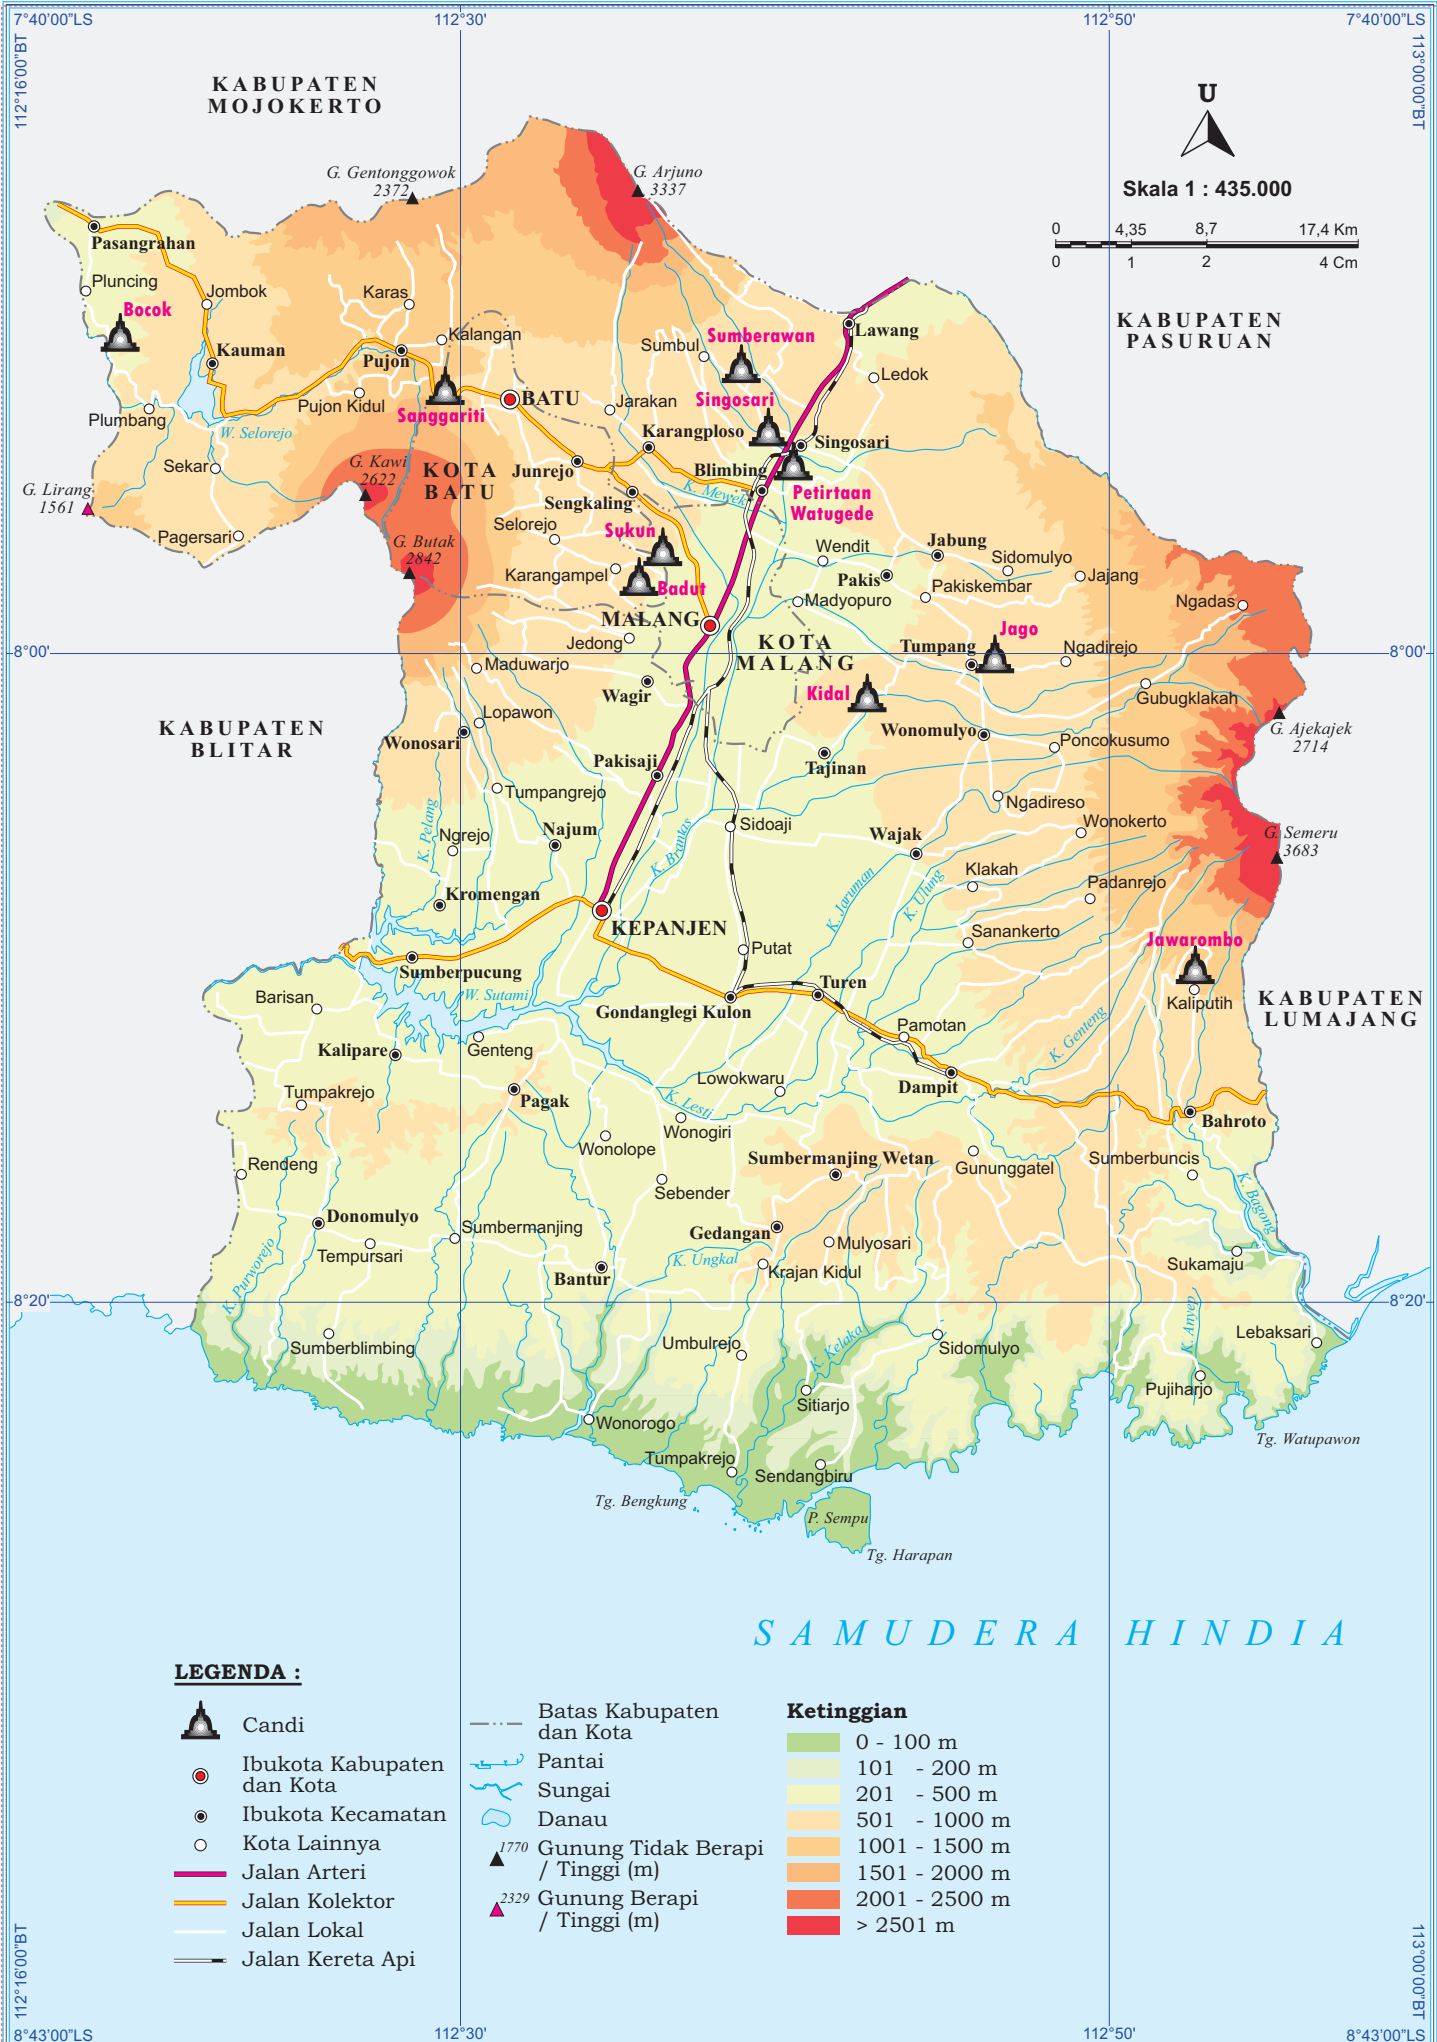 7°40'00"LS
112°30'
112°50'
7°40'00"LS
112°16'00"BT
113°00'00"BT
KABUPATEN
MOJOKERTO
U
Skala 1 : 435.000
0 4,35 8,7 17,4 Km
0 1 2 4 Cm
G. Gentonggowok
2372
G. Arjuno
3337
Pasangrahan
Pluncing
Bocok
Jombok
Karas
Kalangan
Kauman
Pujon
Sumbul
Sumberawan
Lawang
Ledok
KABUPATEN
PASURUAN
Plumbang
Pujon Kidul
Sanggariti
BATU
Jarakan
Singosari
W. Selorejo
Karangploso
Singosari
Sekar
G. Kawi
2622
KOTA
BATU
Junrejo
Blimbing
G. Lirang
1561
Sengkaling
K. Mewek
Petirtaan
Watugede
Pagersari
Selorejo
Sukun
G. Butak
2842
Wendit
Jabung
Sidomulyo
Karangampel
Badut
Pakis
Pakiskembar
Jajang
Madyopuro
Ngadas
MALANG
Jedong
KOTA
MALANG
Jago
Tumpang
Ngadirejo
8°00'
8°00'
Maduwarjo
Wagir
Kidal
Gubugklakah
KABUPATEN
BLITAR
Lopawon
Wonosari
Wonomulyo
Poncokusumo
G. Ajekajek
2714
Pakisaji
Tajinan
Tumpangrejo
Ngadireso
K. Pelang
Ngrejo
Najum
K. Brantas
Sidoaji
Wajak
Wonokerto
G. Semeru
3683
Klakah
Padanrejo
Kromengan
K. Jaruman
K. Ulung
KEPANJEN
Sanankerto
Putat
Jawarombo
Sumberpucung
W. Sutami
Turen
Kaliputih
KABUPATEN
LUMAJANG
Barisan
Gondanglegi Kulon
Pamotan
K. Genteng
Kalipare
Genteng
Lowokwaru
Dampit
Tumpakrejo
Pagak
K. Lesti
Wonogiri
Bahroto
Wonolope
Sumbermanjing Wetan
Gununggatel
Sumberbuncis
Rendeng
Sebender
K. Bagong
Donomulyo
Sumbermanjing
Gedangan
Mulyosari
Tempursari
K. Ungkal
Sukamaju
K. Purworejo
Bantur
Krajan Kidul
8°20'
8°20'
Sumberblimbing
Umbulrejo
K. Kelaka
Sidomulyo
K. Anyep
Lebaksari
Pujiharjo
Sitiarjo
Wonorogo
Tg. Watupawon
Tumpakrejo
Sendangbiru
Tg. Bengkung
P. Sempu
Tg. Harapan
SAMUDERA HINDIA
LEGENDA :
Candi
Ibukota Kabupaten
dan Kota
Ibukota Kecamatan
Kota Lainnya
Jalan Arteri
Jalan Kolektor
Jalan Lokal
Jalan Kereta Api
Batas Kabupaten
dan Kota
Pantai
Sungai
Danau
1770 Gunung Tidak Berapi
/ Tinggi (m)
2329 Gunung Berapi
/ Tinggi (m)
Ketinggian
0 - 100 m
101 - 200 m
201 - 500 m
501 - 1000 m
1001 - 1500 m
1501 - 2000 m
2001 - 2500 m
> 2501 m
112°16'00"BT
113°00'00"BT
8°43'00"LS
112°30'
112°50'
8°43'00"LS